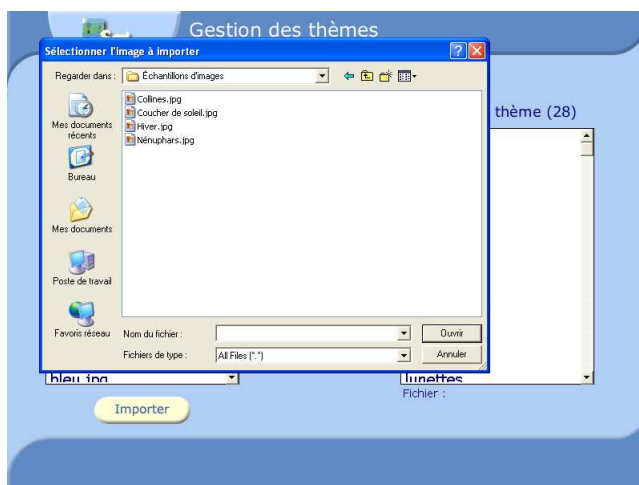 Gestion des thèmes
Sélectionner l'image à importer
Regarder dans :
Échantillons d'images
Collines.jpg
Coucher de soleil.jpg
Hiver.jpg
Nénuphars.jpg
Mes documents
récents
Bureau
Mes documents
Poste de travail
Favoris réseau
Nom du fichier :
Ouvrir
Fichiers de type :
All Files (*.*)
Annuler
thème (28)
bleu.jpg
lunettes
Fichier :
Importer